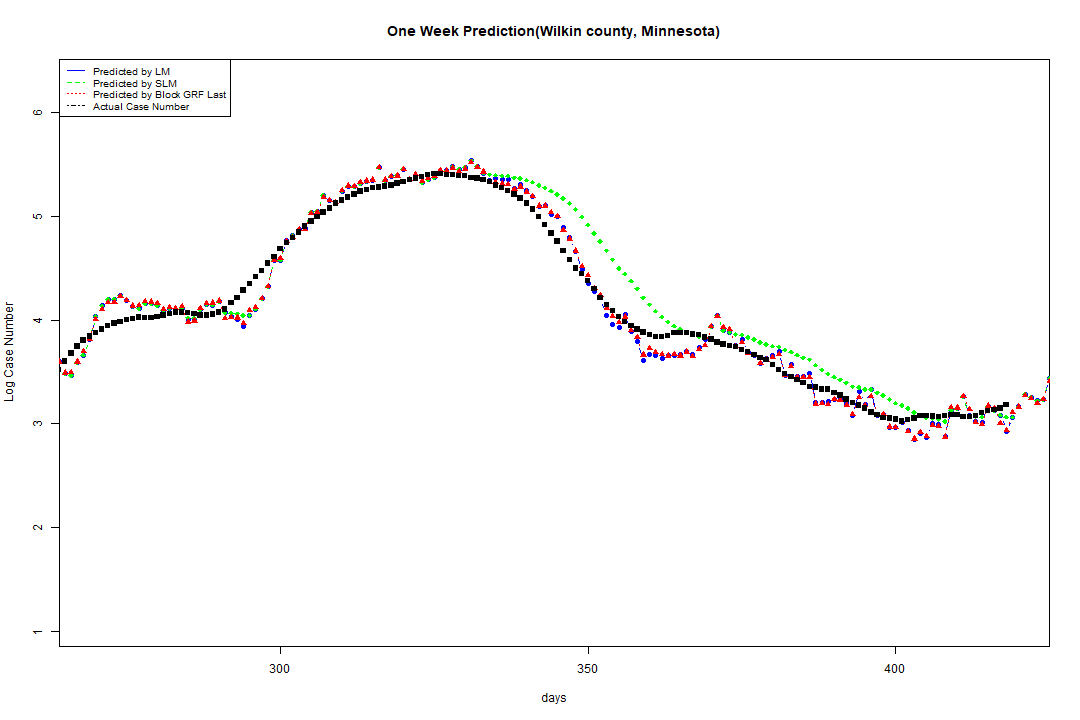 One Week Prediction(Wilkin county, Minnesota)
Predicted by LM
Predicted by SLM
Predicted by Block GRF Last
Actual Case Number
6
5
4
3
2
1
Log Case Number
300 350 400
days